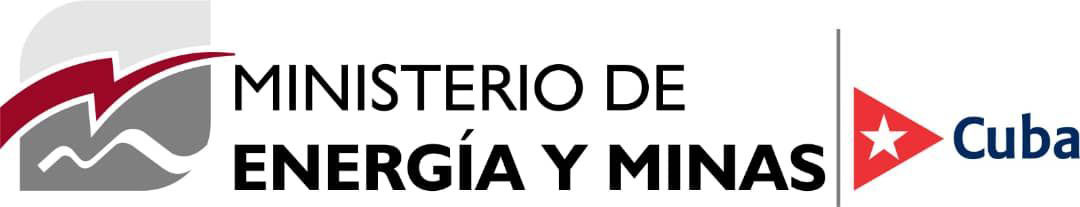 MINISTERIO DE
ENERGÍA Y MINAS
Cuba